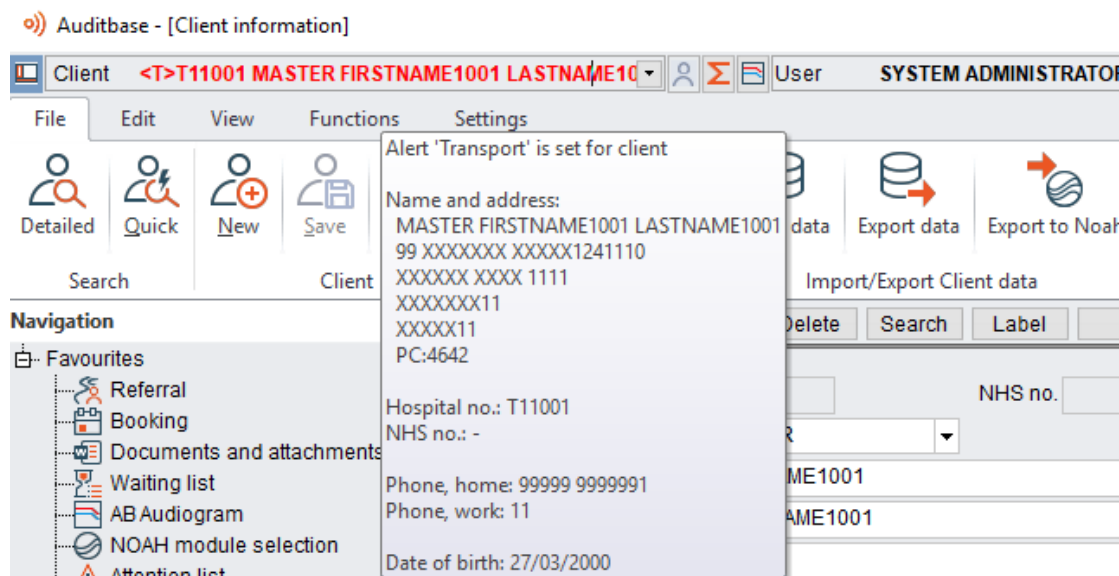 Auditbase - [Client information]
Client <T>T11001 MASTER FIRSTNAME1001 LASTNAME10 User SYSTEM ADMINISTRATOR
File Edit View Functions Settings
Alert 'Transport' is set for client
Name and address:
MASTER FIRSTNAME1001 LASTNAME1001
99 XXXXXXX XXXXX1241110
XXXXXX XXXX 1111
XXXXXXX11
XXXXX11
PC:4642
Hospital no.: T11001
NHS no.: -
Phone, home: 99999 9999991
Phone, work: 11
Date of birth: 27/03/2000
Detailed Quick New Save data Export data Export to Noah
Search Client Import/Export Client data
Navigation
Delete Search Label
Favourites
Referral
NHS no.
Booking
Documents and attachments
R
Waiting list
ME1001
AB Audiogram
AME1001
NOAH module selection
Attention list